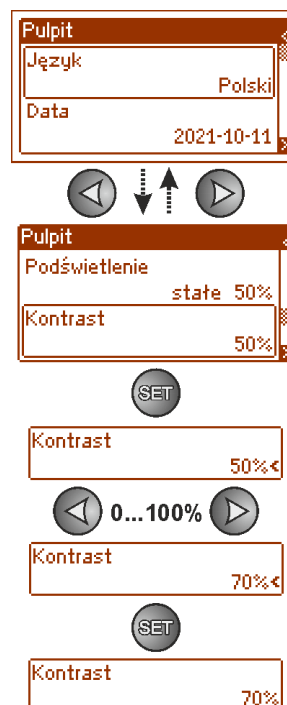 Pulpit
Język
Polski
Data
2021-10-11
Pulpit
Podświetlenie
stałe 50%
Kontrast
50%
SET
Kontrast
50%<
0...100%
Kontrast
70%<
SET
Kontrast
70%